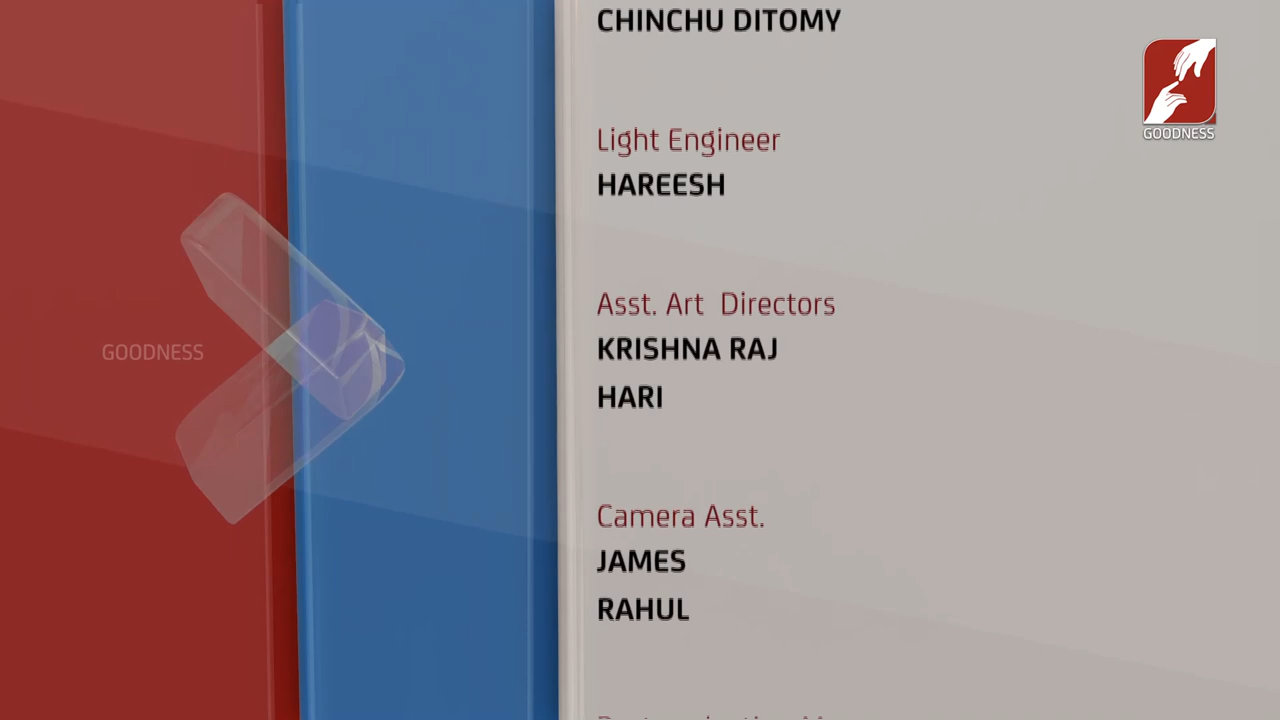 CHINCHU DITOMY
GOODNESS
Light Engineer
HAREESH
Asst. Art  Directors
KRISHNA RAJ
GOODNESS
HARI
Camera Asst.
JAMES
RAHUL